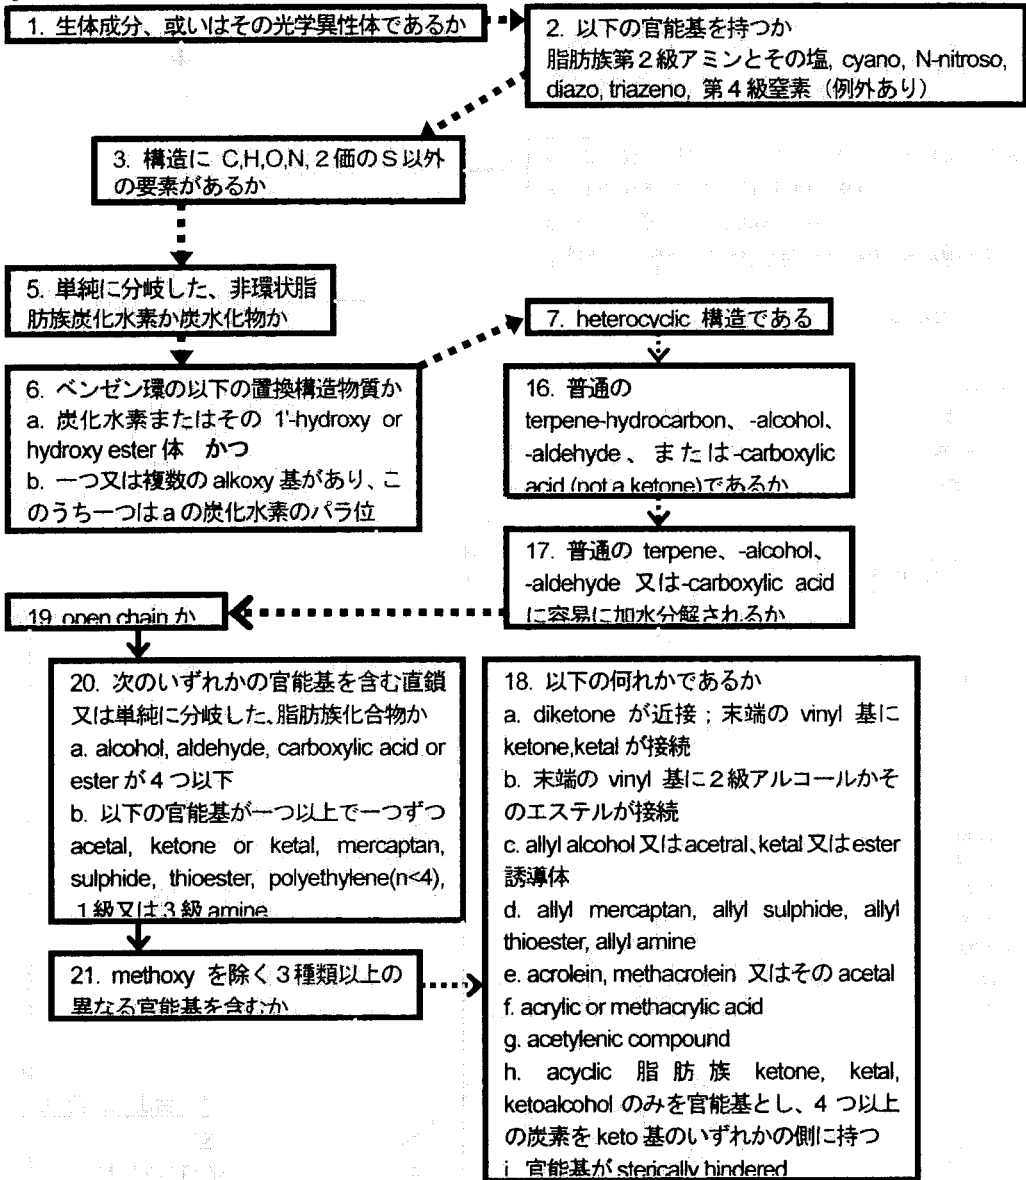 1. 生体成分、或いはその光学異性体であるか
2. 以下の官能基を持つか
脂肪族第２級アミンとその塩, cyano, N-nitroso,
diazo, triazeno, 第４級窒素（例外あり）
3. 構造に C,H,O,N,２価のＳ以外
の要素があるか
5. 単純に分岐した、非環状脂
肪族炭化水素か炭水化物か
6. ベンゼン環の以下の置換構造物質か
a. 炭化水素またはその 1'-hydroxy or
hydroxy ester 体 かつ
b. 一つ又は複数の alkoxy 基があり、こ
のうち一つは a の炭化水素のパラ位
7. heterocyclic 構造である
16. 普通の
terpene-hydrocarbon、-alcohol、
-aldehyde 、または-carboxylic
acid (not a ketone)であるか
17. 普通の terpene、-alcohol、
-aldehyde 又は-carboxylic acid
に容易に加水分解されるか
19. open chain か
20. 次のいずれかの官能基を含む直鎖
又は単純に分岐した、脂肪族化合物か
a. alcohol, aldehyde, carboxylic acid or
ester が４つ以下
b. 以下の官能基が一つ以上で一つずつ
acetal, ketone or ketal, mercaptan,
sulphide, thioester, polyethylene(n<4),
１級又は３級 amine
21. methoxy を除く３種類以上の
異なる官能基を含むか
18. 以下の何れかであるか
a. diketone が近接；末端の vinyl 基に
ketone,ketal が接続
b. 末端の vinyl 基に２級アルコールかそ
のエステルが接続
c. allyl alcohol 又は acetral、ketal 又は ester
誘導体
d. allyl mercaptan, allyl sulphide, allyl
thioester, allyl amine
e. acrolein, methacrolein 又はその acetal
f. acrylic or methacrylic acid
g. acetylenic compound
h. acyclic 脂肪族 ketone, ketal,
ketoalcohol のみを官能基とし、４つ以上
の炭素を keto 基のいずれかの側に持つ
i. 官能基が sterically hindered